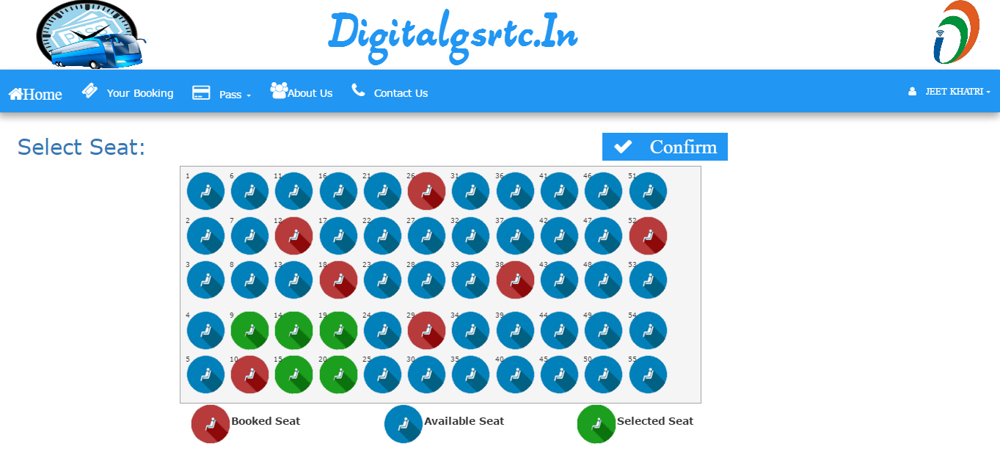 PASS
Digitalgsrtc.In
Home Your Booking Pass About Us Contact Us JEET KHATRI
Select Seat: Confirm
1 6 11 16 21 26 31 36 41 46 51
2 7 12 17 22 27 32 37 42 47 52
3 8 13 18 23 28 33 38 43 48 53
4 9 14 19 24 29 34 39 44 49 54
5 10 15 20 25 30 35 40 45 50 55
Booked Seat Available Seat Selected Seat